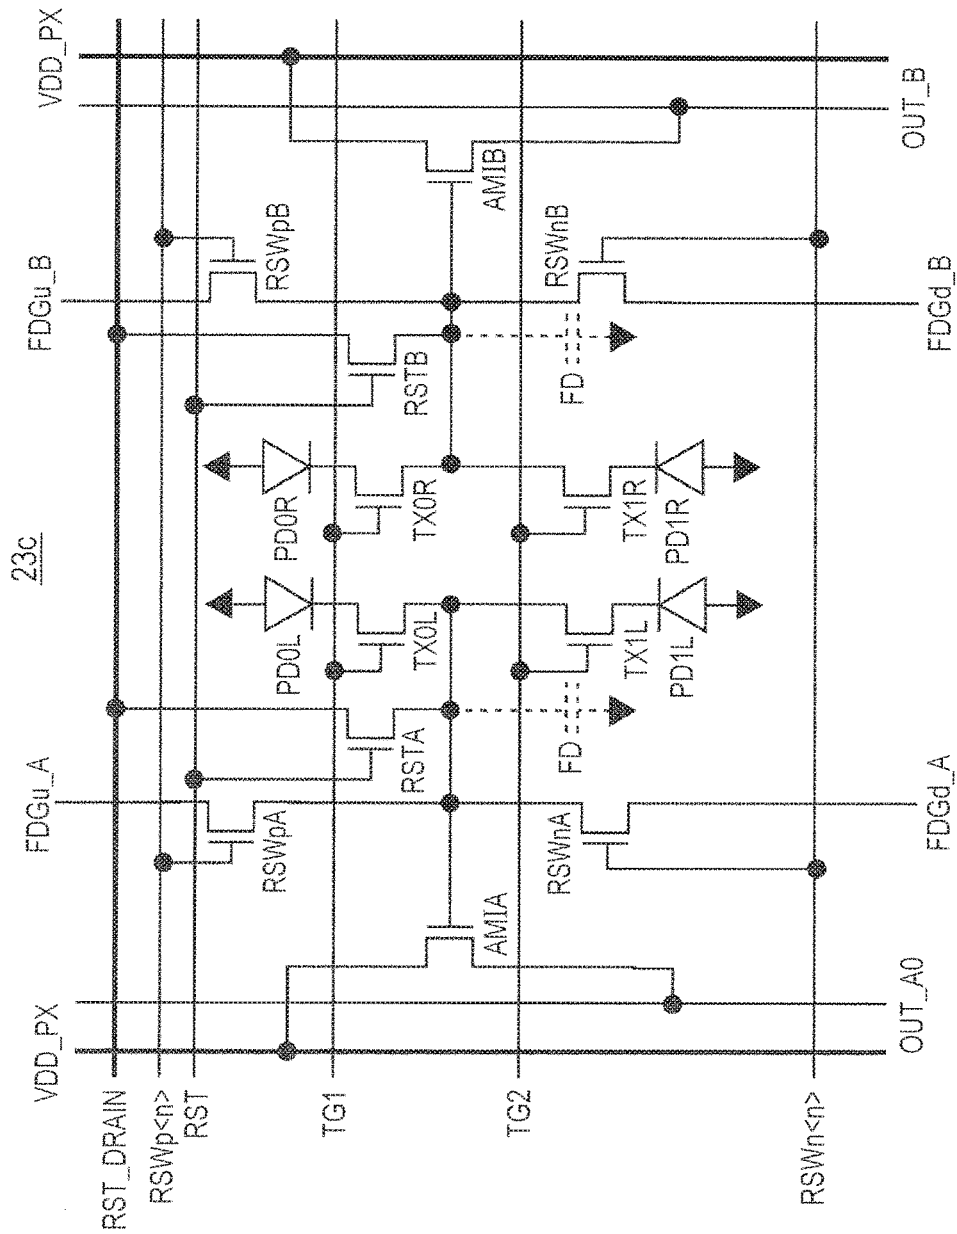 23c
VDD_PX
FDGu_A
FDGu_B
VDD_PX
RST_DRAIN
RSWp<n>
RST
TG1
TG2
RSWn<n>
RSWpA
RSTA
PD0L
PD0R
RSTB
RSWpB
AMIA
TX0L
TX0R
AMIB
RSWnA
FD
TX1L
TX1R
FD
RSWnB
PD1L
PD1R
OUT_A0
FDGd_A
FDGd_B
OUT_B